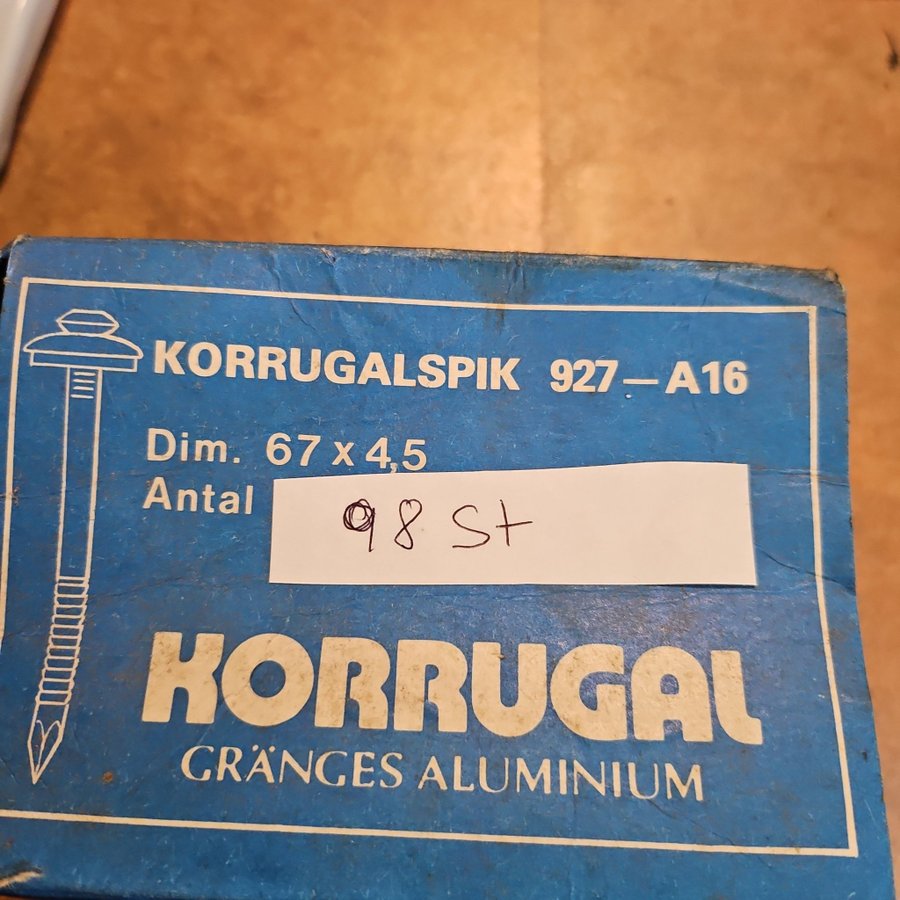 KORRUGALSPIK 927–A16
Dim. 67 x 4,5
Antal 98 St
KORRUGAL
GRÄNGES ALUMINIUM